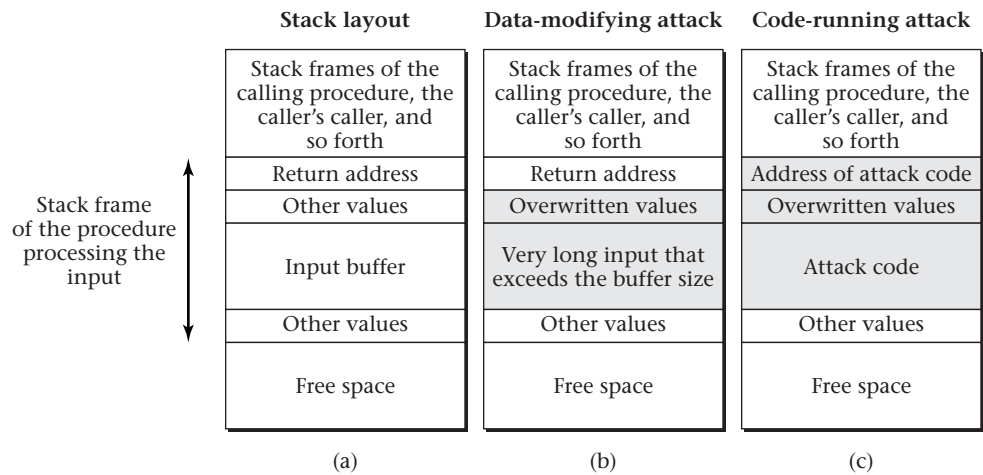 Stack layout
Data-modifying attack
Code-running attack
Stack frame
of the procedure
processing the
input
Stack frames of the
calling procedure, the
caller's caller, and
so forth
Return address
Other values
Input buffer
Other values
Free space
(a)
Stack frames of the
calling procedure, the
caller's caller, and
so forth
Return address
Overwritten values
Very long input that
exceeds the buffer size
Other values
Free space
(b)
Stack frames of the
calling procedure, the
caller's caller, and
so forth
Address of attack code
Overwritten values
Attack code
Other values
Free space
(c)